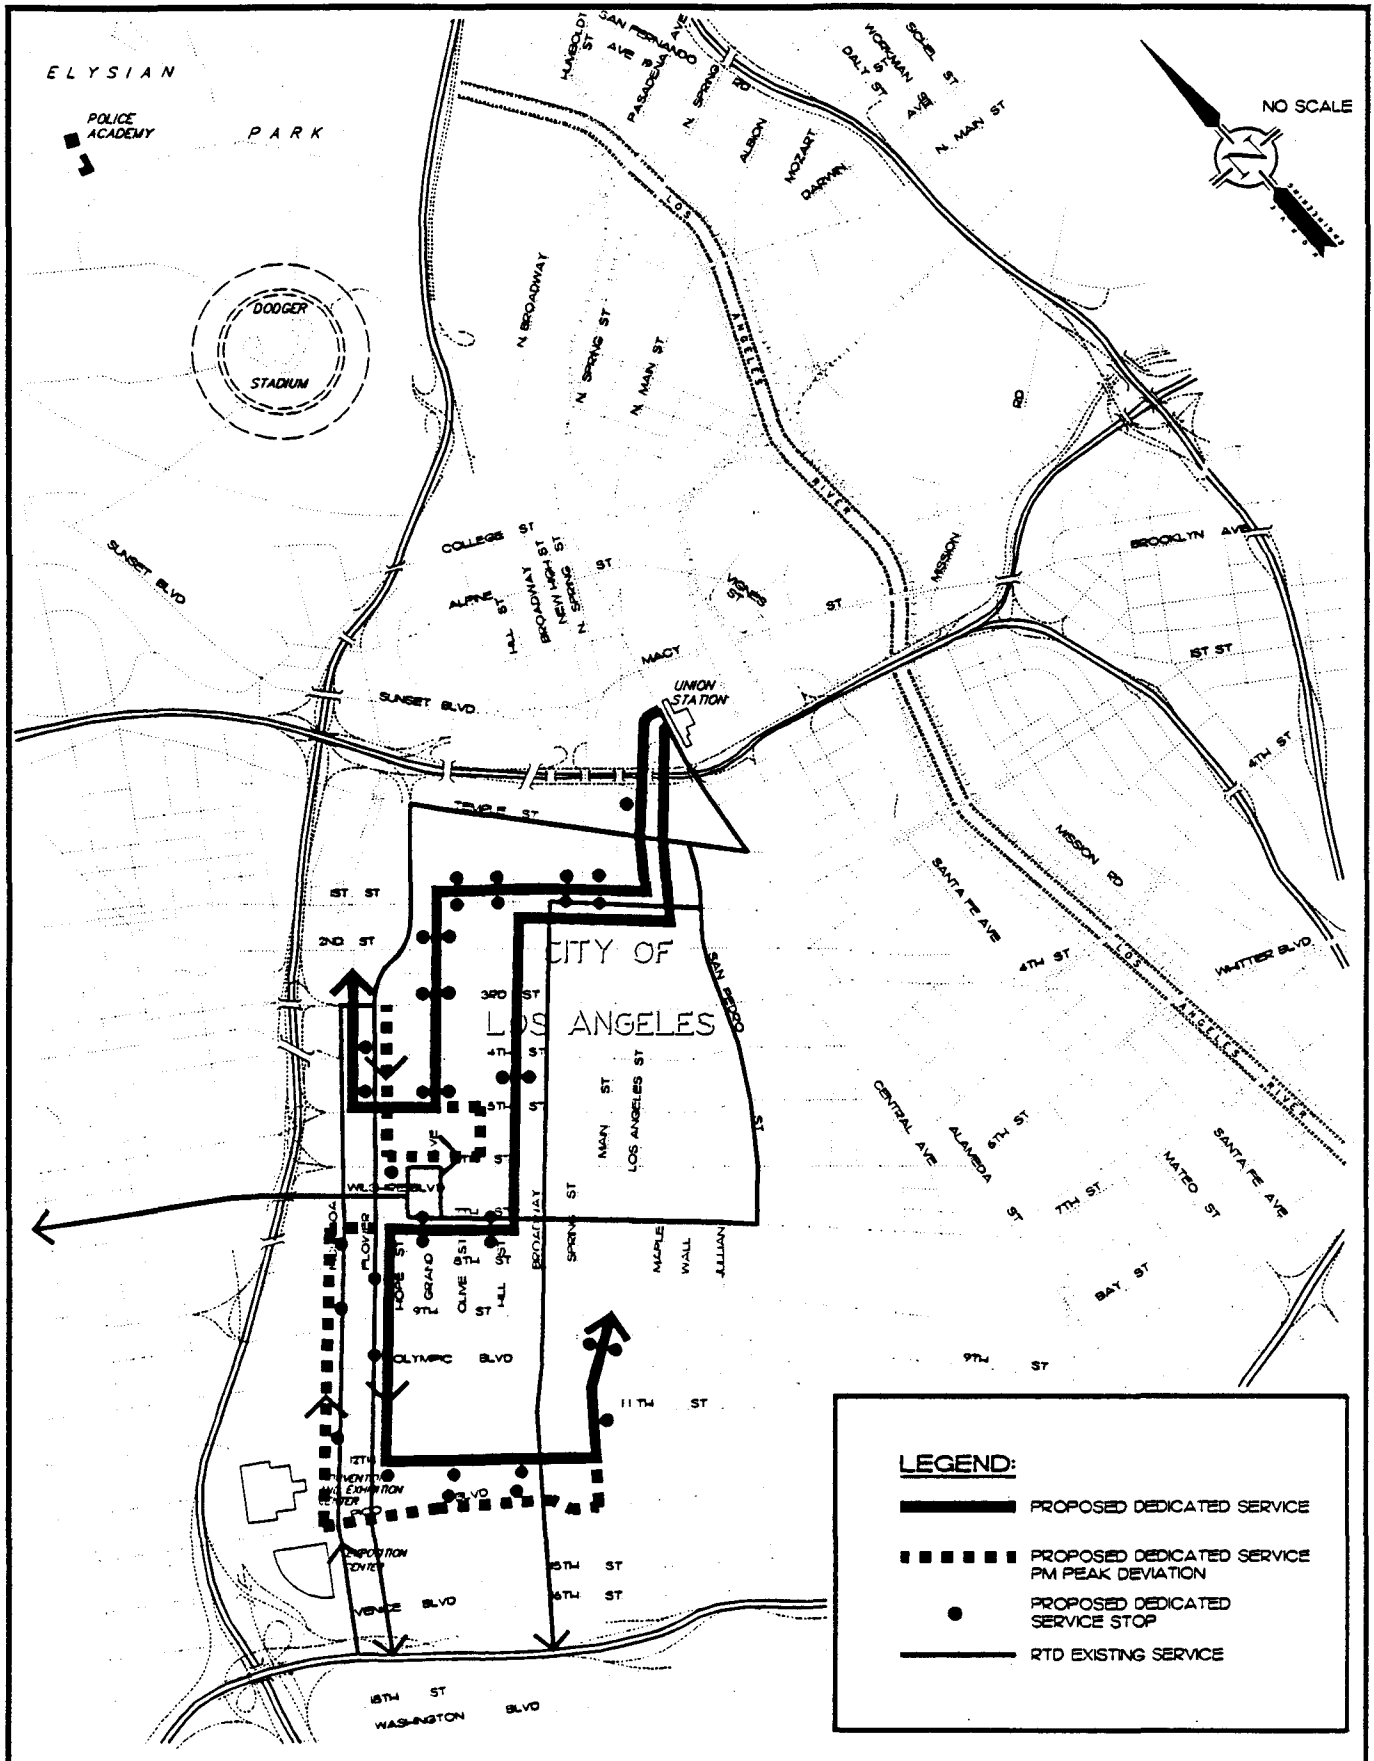 ELYSIAN
PARK
POLICE
ACADEMY
DODGER
STADIUM
HUMBOLDT
ST
SAN FERNANDO
RD
AVE 19
PASADENA
AVE
N. SPRING
ALBION
MOZART
DARWIN
WORKMAN ST
DALY ST
SICHEL ST
AVE
N. MAIN ST
NO SCALE
LOS
ANGELES
RIVER
N. BROADWAY
N. SPRING ST
N. MAIN ST
RD
MISSION
BROOKLYN AVE
1ST ST
4TH ST
SUNSET BLVD
COLLEGE ST
ALPINE
ST
HILL ST
BROADWAY
NEW HIGH ST
N. SPRING ST
VIGNES
ST
ST
MACY
UNION
STATION
SUNSET BLVD.
TEMPLE ST
1ST ST
2ND ST
CITY OF
LOS ANGELES
3RD ST
4TH ST
5TH ST
SAN PEDRO
ST
MAIN ST
LOS ANGELES ST
SANTA FE AVE
MISSION RD
4TH ST
WHITTIER BLVD.
LOS
ANGELES
RIVER
CENTRAL AVE
ALAMEDA
ST
6TH ST
7TH ST
MATEO ST
SANTA FE AVE
BAY ST
9TH ST
WILSHIRE BLVD
HOPE ST
GRAND
OLIVE ST
HILL ST
BROADWAY
SPRING ST
MAPLE
WALL
JULIAN
8TH ST
9TH ST
OLYMPIC BLVD
11TH ST
12TH
PICO BLVD
VENICE BLVD
15TH ST
16TH ST
18TH ST
WASHINGTON BLVD
LEGEND:
PROPOSED DEDICATED SERVICE
PROPOSED DEDICATED SERVICE
PM PEAK DEVIATION
PROPOSED DEDICATED
SERVICE STOP
RTD EXISTING SERVICE